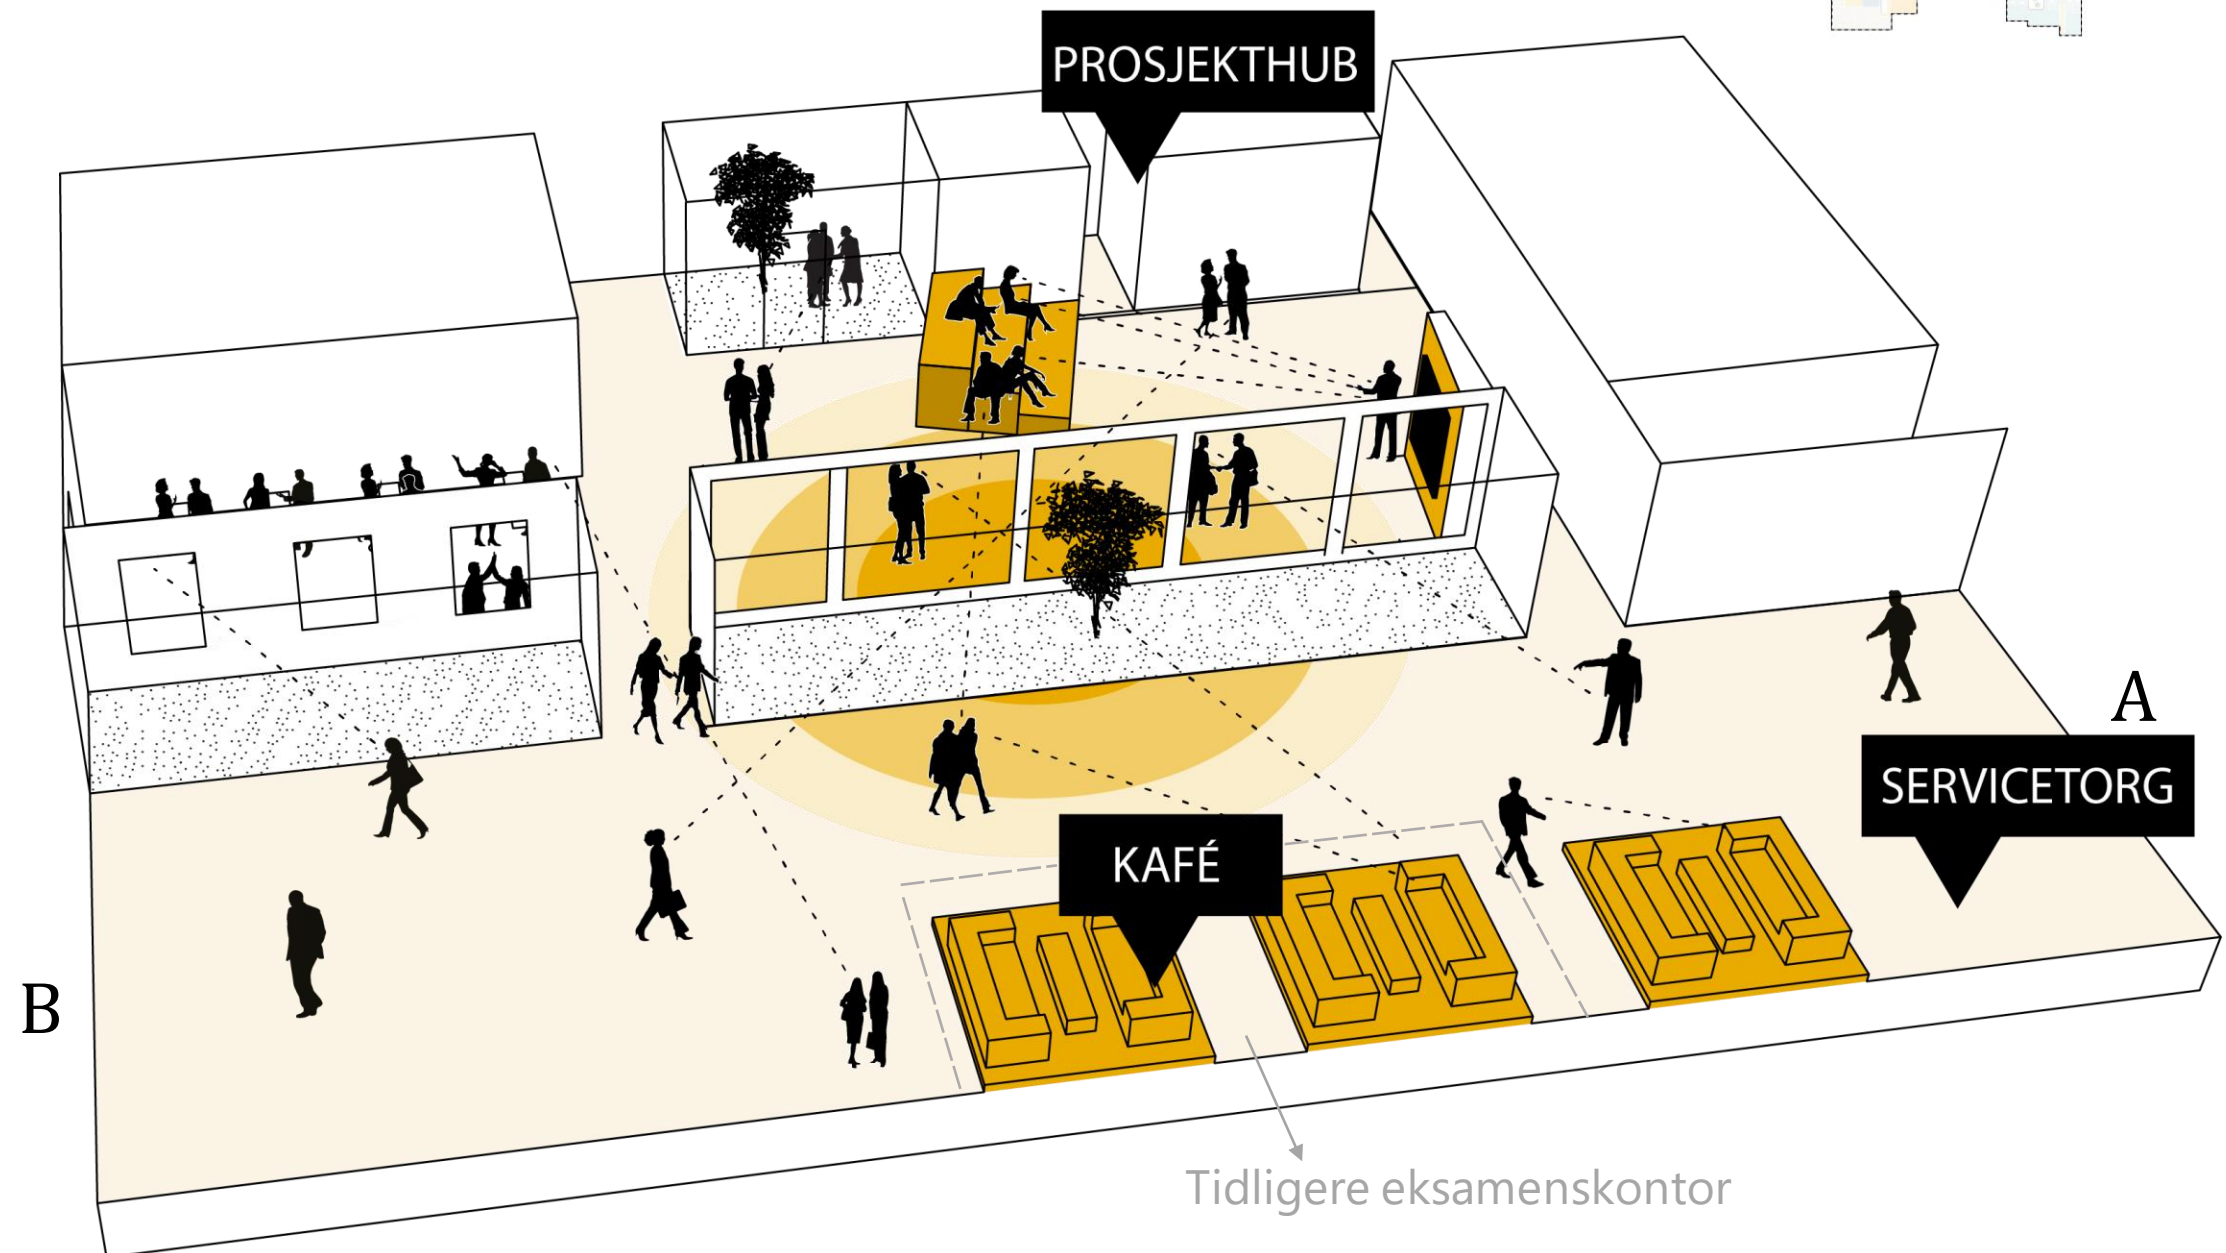 PROSJEKTHUB
A
SERVICETORG
KAFÉ
B
Tidligere eksamenskontor